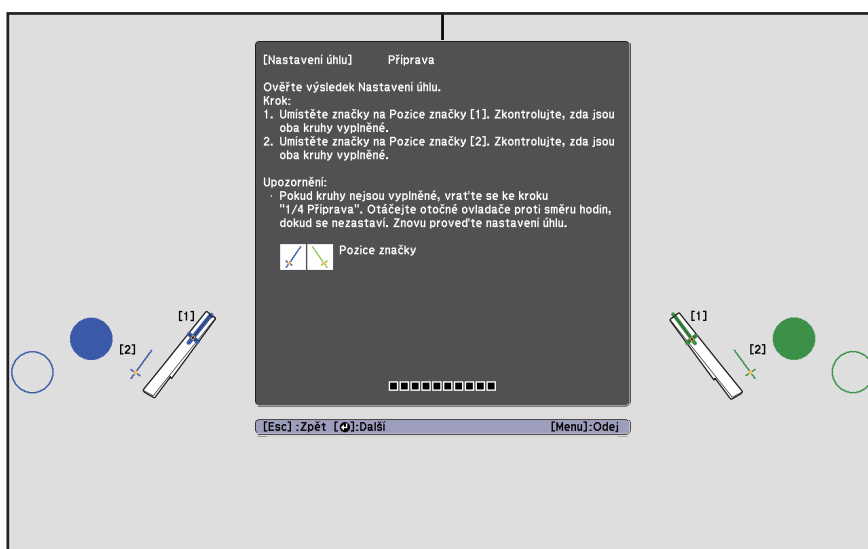 [Nastavení úhlu] Příprava
Ověřte výsledek Nastavení úhlu.
Krok:
1. Umístěte značky na Pozice značky [1]. Zkontrolujte, zda jsou
oba kruhy vyplněné.
2. Umístěte značky na Pozice značky [2]. Zkontrolujte, zda jsou
oba kruhy vyplněné.
Upozornění:
· Pokud kruhy nejsou vyplněné, vraťte se ke kroku
"1/4 Příprava". Otáčejte otočné ovladače proti směru hodin,
dokud se nezastaví. Znovu proveďte nastavení úhlu.
Pozice značky
[1]
[2]
[1]
[2]
[Esc] :Zpět [⏎]:Další [Menu]:Odej